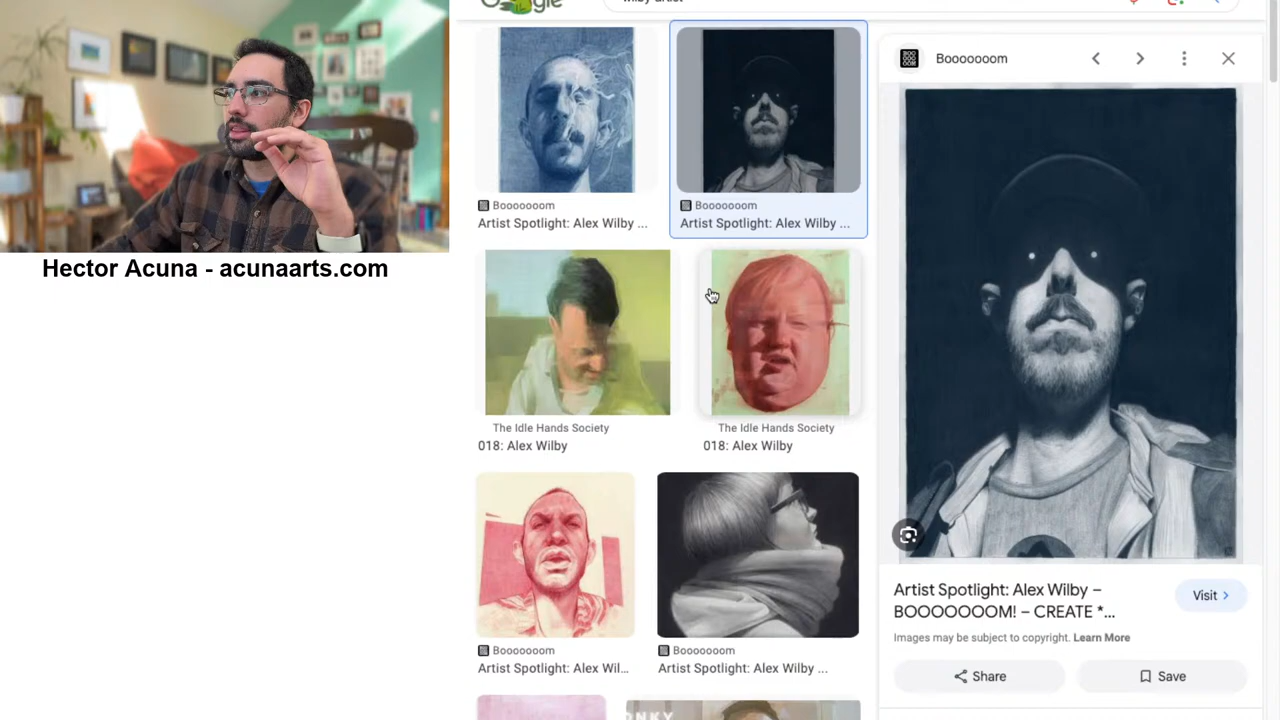 Hector Acuna - acunaarts.com
Booooooom
Artist Spotlight: Alex Wilby ...
Booooooom
Artist Spotlight: Alex Wilby ...
The Idle Hands Society
018: Alex Wilby
The Idle Hands Society
018: Alex Wilby
Booooooom
Artist Spotlight: Alex Wil...
Booooooom
Artist Spotlight: Alex Wilby ...
Booooooom
Artist Spotlight: Alex Wilby –
BOOOOOOOM! – CREATE *...
Visit
Images may be subject to copyright. Learn More
Share
Save